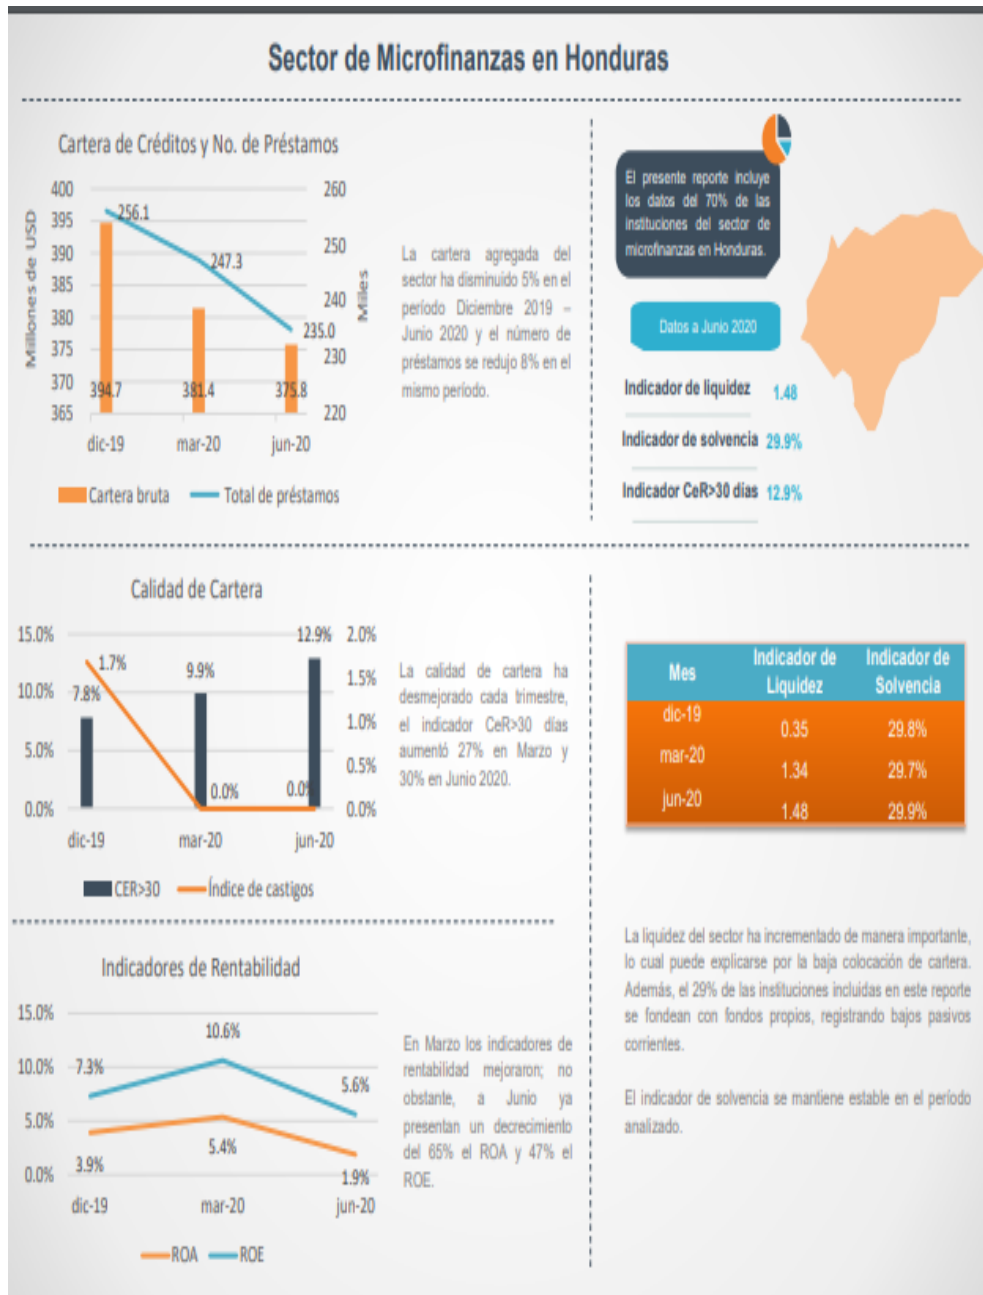 Sector de Microfinanzas en Honduras
Cartera de Créditos y No. de Préstamos
400
395
390
385
380
375
370
365
Millones de USD
260
250
240
230
220
Miles
256.1
247.3
235.0
394.7
381.4
375.8
dic-19
mar-20
jun-20
Cartera bruta
Total de préstamos
La cartera agregada del
sector ha disminuido 5% en el
período Diciembre 2019 –
Junio 2020 y el número de
préstamos se redujo 8% en el
mismo período.
El presente reporte incluye
los datos del 70% de las
instituciones del sector de
microfinanzas en Honduras.
Datos a Junio 2020
Indicador de liquidez 1.48
Indicador de solvencia 29.9%
Indicador CeR>30 días 12.9%
Calidad de Cartera
15.0%
10.0%
5.0%
0.0%
2.0%
1.5%
1.0%
0.5%
0.0%
1.7%
7.8%
9.9%
12.9%
0.0%
0.0%
dic-19
mar-20
jun-20
CER>30
Índice de castigos
La calidad de cartera ha
desmejorado cada trimestre,
el indicador CeR>30 días
aumentó 27% en Marzo y
30% en Junio 2020.
Mes Indicador de Liquidez Indicador de Solvencia
dic-19 0.35 29.8%
mar-20 1.34 29.7%
jun-20 1.48 29.9%
Indicadores de Rentabilidad
15.0%
10.0%
5.0%
0.0%
7.3%
10.6%
5.6%
3.9%
5.4%
1.9%
dic-19
mar-20
jun-20
ROA
ROE
En Marzo los indicadores de
rentabilidad mejoraron; no
obstante, a Junio ya
presentan un decrecimiento
del 65% el ROA y 47% el
ROE.
La liquidez del sector ha incrementado de manera importante,
lo cual puede explicarse por la baja colocación de cartera.
Además, el 29% de las instituciones incluidas en este reporte
se fondean con fondos propios, registrando bajos pasivos
corrientes.
El indicador de solvencia se mantiene estable en el período
analizado.